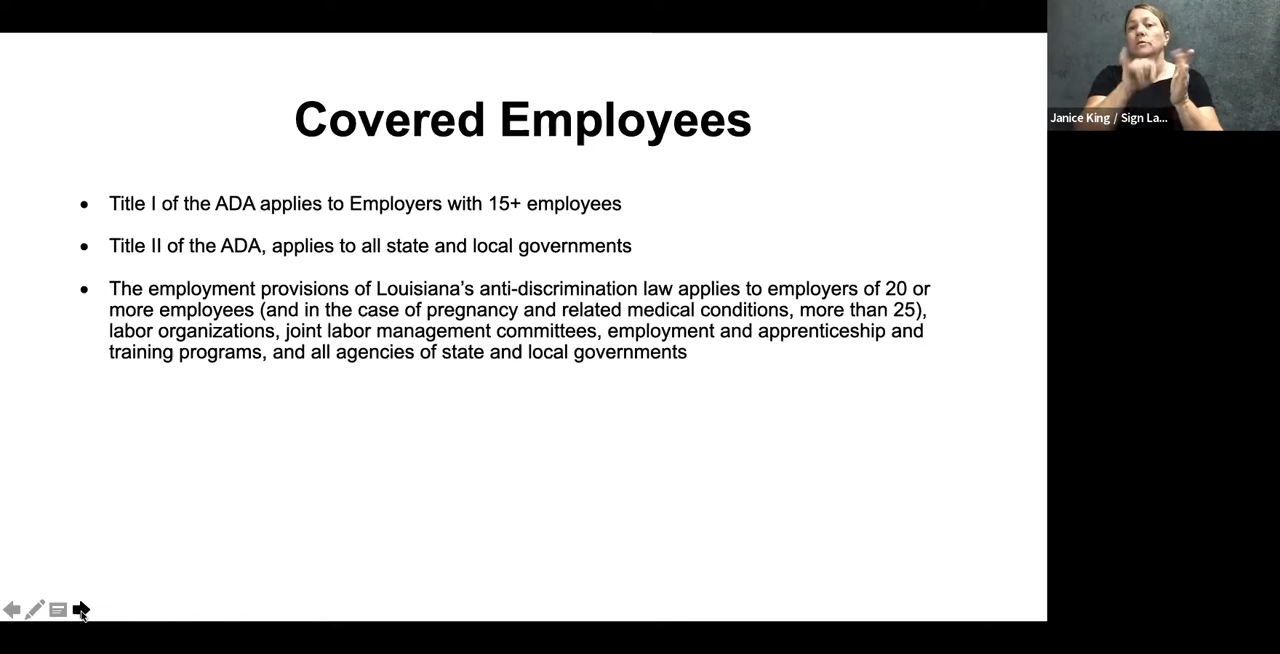 Covered Employees
• Title I of the ADA applies to Employers with 15+ employees
• Title II of the ADA, applies to all state and local governments
• The employment provisions of Louisiana’s anti-discrimination law applies to employers of 20 or
more employees (and in the case of pregnancy and related medical conditions, more than 25),
labor organizations, joint labor management committees, employment and apprenticeship and
training programs, and all agencies of state and local governments
Janice King / Sign La...